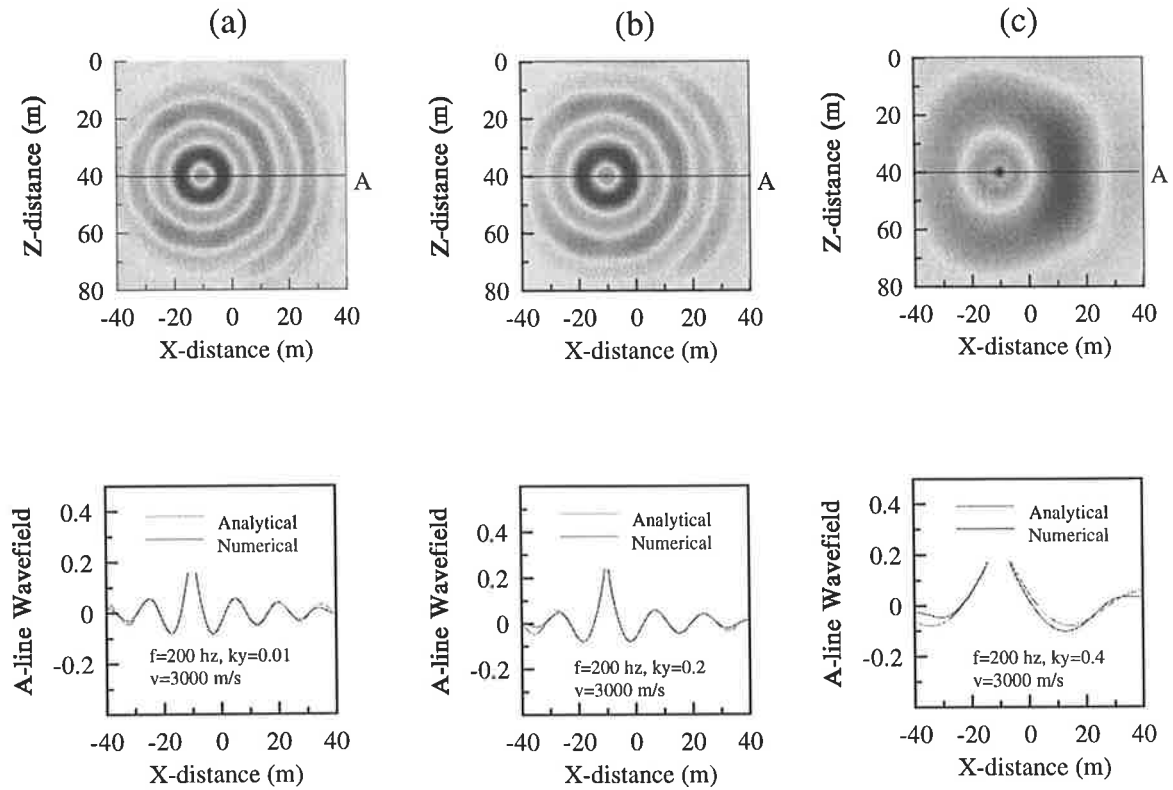 (a)
(b)
(c)
Z-distance (m)
0
20
40
60
80
A
-40 -20 0 20 40
X-distance (m)
Z-distance (m)
0
20
40
60
80
A
-40 -20 0 20 40
X-distance (m)
Z-distance (m)
0
20
40
60
80
A
-40 -20 0 20 40
X-distance (m)
A-line Wavefield
0.4
0.2
0
-0.2
Analytical
Numerical
f=200 hz, ky=0.01
v=3000 m/s
-40 -20 0 20 40
X-distance (m)
A-line Wavefield
0.4
0.2
0
-0.2
Analytical
Numerical
f=200 hz, ky=0.2
v=3000 m/s
-40 -20 0 20 40
X-distance (m)
A-line Wavefield
0.4
0.2
0
-0.2
Analytical
Numerical
f=200 hz, ky=0.4
v=3000 m/s
-40 -20 0 20 40
X-distance (m)